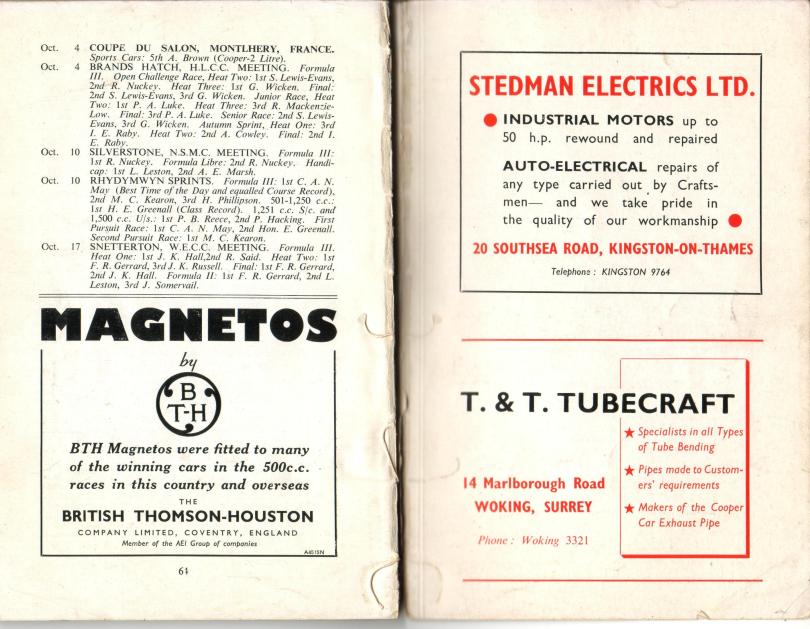 Oct. 4 COUPE DU SALON, MONTLHERY, FRANCE.
Sports Cars: 5th A. Brown (Cooper-2 Litre).
Oct. 4 BRANDS HATCH, H.L.C.C. MEETING. Formula
III. Open Challenge Race, Heat Two: 1st S. Lewis-Evans,
2nd R. Nuckey. Heat Three: 1st G. Wicken. Final:
2nd S. Lewis-Evans, 3rd G. Wicken. Junior Race, Heat
Two: 1st P. A. Luke. Heat Three: 3rd R. Mackenzie-
Low. Final: 3rd P. A. Luke. Senior Race: 2nd S. Lewis-
Evans, 3rd G. Wicken. Autumn Sprint, Heat One: 3rd
I. E. Raby. Heat Two: 2nd A. Cowley. Final: 2nd I.
E. Raby.
Oct. 10 SILVERSTONE, N.S.M.C. MEETING. Formula III:
1st R. Nuckey. Formula Libre: 2nd R. Nuckey. Handi-
cap: 1st L. Leston, 2nd A. E. Marsh.
Oct. 10 RHYDYMWYN SPRINTS. Formula III: 1st C. A. N.
May (Best Time of the Day and equalled Course Record),
2nd M. C. Kearon, 3rd H. Phillipson. 501-1,250 c.c.:
1st H. E. Greenall (Class Record). 1,251 c.c. S/c. and
1,500 c.c. U/s.: 1st P. B. Reece, 2nd P. Hacking. First
Pursuit Race: 1st C. A. N. May, 2nd Hon. E. Greenall.
Second Pursuit Race: 1st M. C. Kearon.
Oct. 17 SNETTERTON, W.E.C.C. MEETING. Formula III.
Heat One: 1st J. K. Hall,2nd R. Said. Heat Two: 1st
F. R. Gerrard, 3rd J. K. Russell. Final: 1st F. R. Gerrard,
2nd J. K. Hall. Formula II: 1st F. R. Gerrard, 2nd L.
Leston, 3rd J. Somervail.
MAGNETOS
by
B
T-H
BTH Magnetos were fitted to many
of the winning cars in the 500c.c.
races in this country and overseas
THE
BRITISH THOMSON-HOUSTON
COMPANY LIMITED, COVENTRY, ENGLAND
Member of the AEI Group of companies
A4515N
64
STEDMAN ELECTRICS LTD.
INDUSTRIAL MOTORS up to
50 h.p. rewound and repaired
AUTO-ELECTRICAL repairs of
any type carried out by Crafts-
men— and we take pride in
the quality of our workmanship
20 SOUTHSEA ROAD, KINGSTON-ON-THAMES
Telephone: KINGSTON 9764
T. & T. TUBECRAFT
14 Marlborough Road
WOKING, SURREY
Phone: Woking 3321
★ Specialists in all Types
of Tube Bending
★ Pipes made to Custom-
ers' requirements
★ Makers of the Cooper
Car Exhaust Pipe